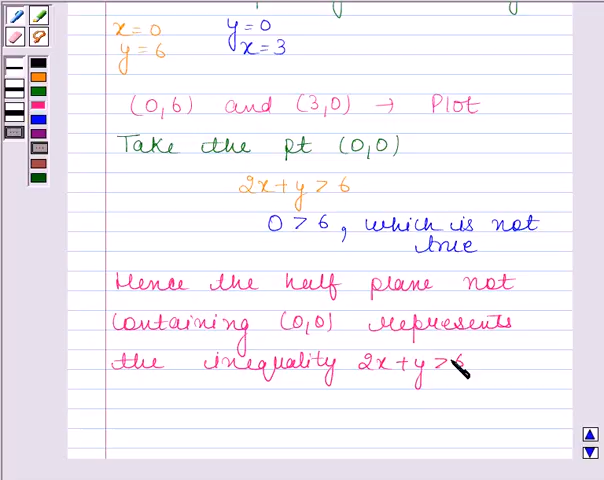 x=0 y=0
y=6 x=3
(0,6) and (3,0) → Plot
Take the pt (0,0)
2x+y > 6
0 > 6, which is not
true
Hence the half plane not
containing (0,0) represents
the inequality 2x+y > 6